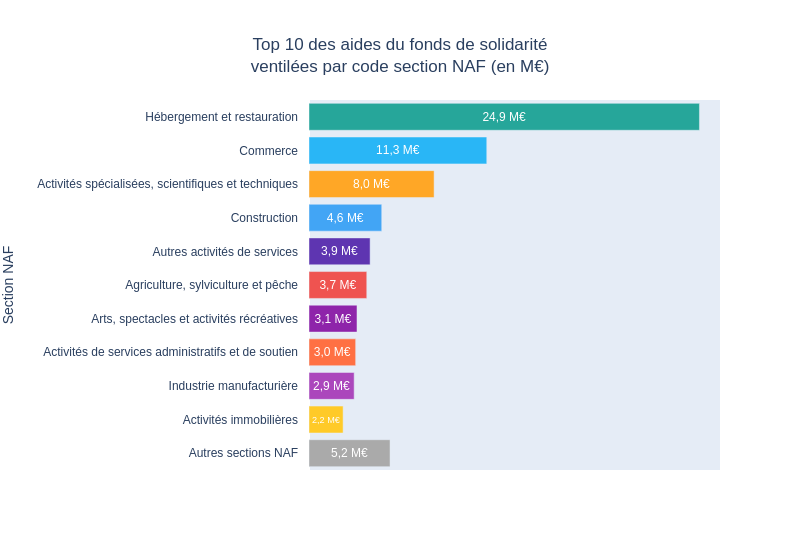 Top 10 des aides du fonds de solidarité
ventilées par code section NAF (en M€)
Section NAF
Hébergement et restauration 24,9 M€
Commerce 11,3 M€
Activités spécialisées, scientifiques et techniques 8,0 M€
Construction 4,6 M€
Autres activités de services 3,9 M€
Agriculture, sylviculture et pêche 3,7 M€
Arts, spectacles et activités récréatives 3,1 M€
Activités de services administratifs et de soutien 3,0 M€
Industrie manufacturière 2,9 M€
Activités immobilières 2,2 M€
Autres sections NAF 5,2 M€